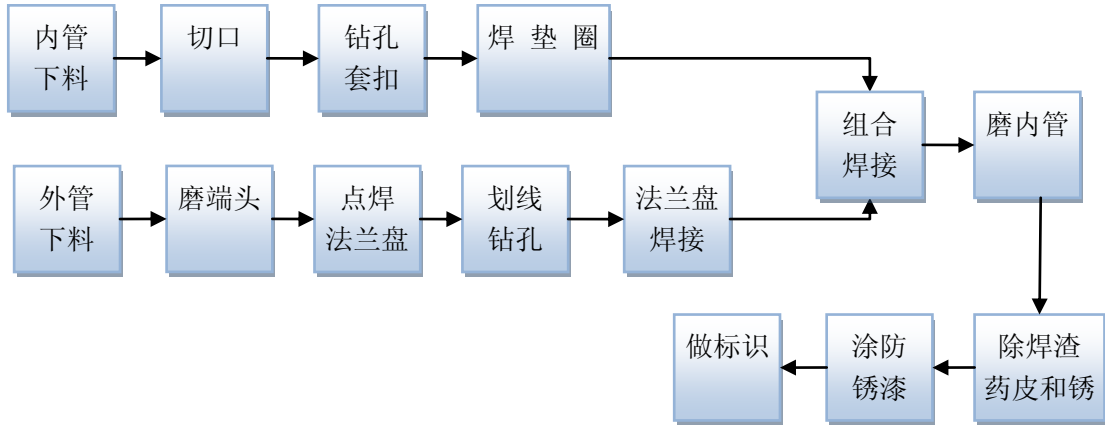 内管
下料
切口
钻孔
套扣
焊 垫 圈
外管
下料
磨端头
点焊
法兰盘
划线
钻孔
法兰盘
焊接
组合
焊接
磨内管
除焊渣
药皮和锈
涂防
锈漆
做标识